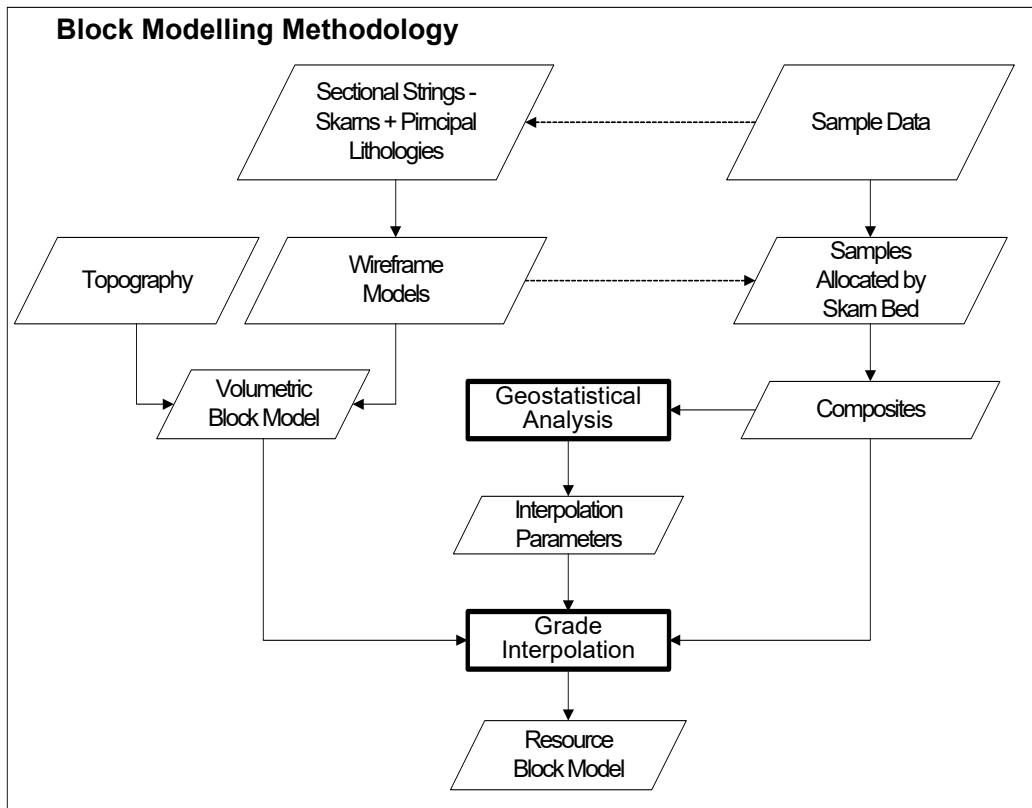 Block Modelling Methodology
Sectional Strings -
Skarns + Pirncipal
Lithologies
Sample Data
Topography
Wireframe
Models
Samples
Allocated by
Skarn Bed
Volumetric
Block Model
Geostatistical
Analysis
Composites
Interpolation
Parameters
Grade
Interpolation
Resource
Block Model